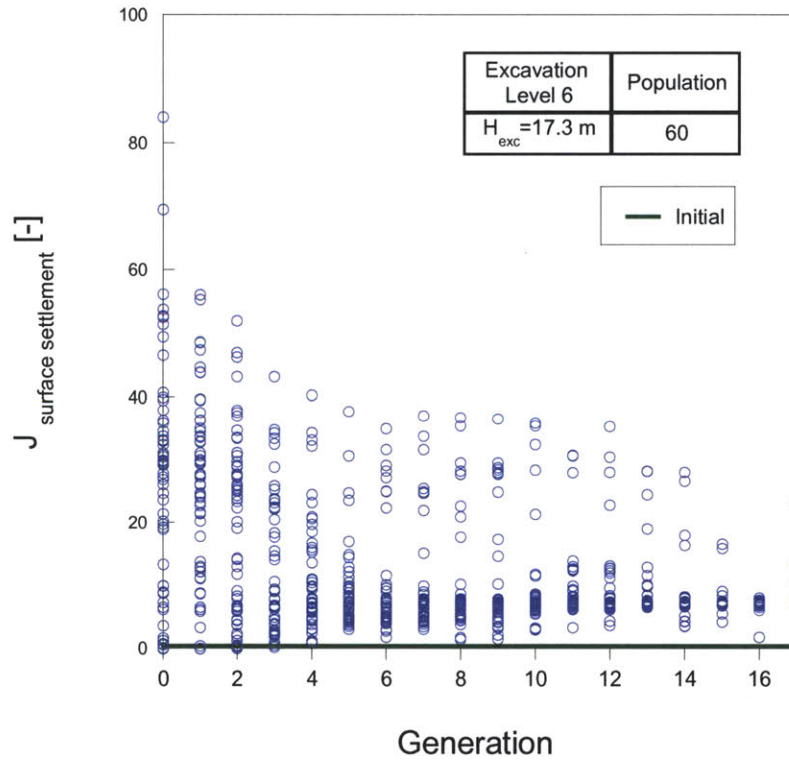 100
80
60
40
20
0
J surface settlement [-]
Excavation Level 6
Population
H exc =17.3 m
60
Initial
0 2 4 6 8 10 12 14 16
Generation